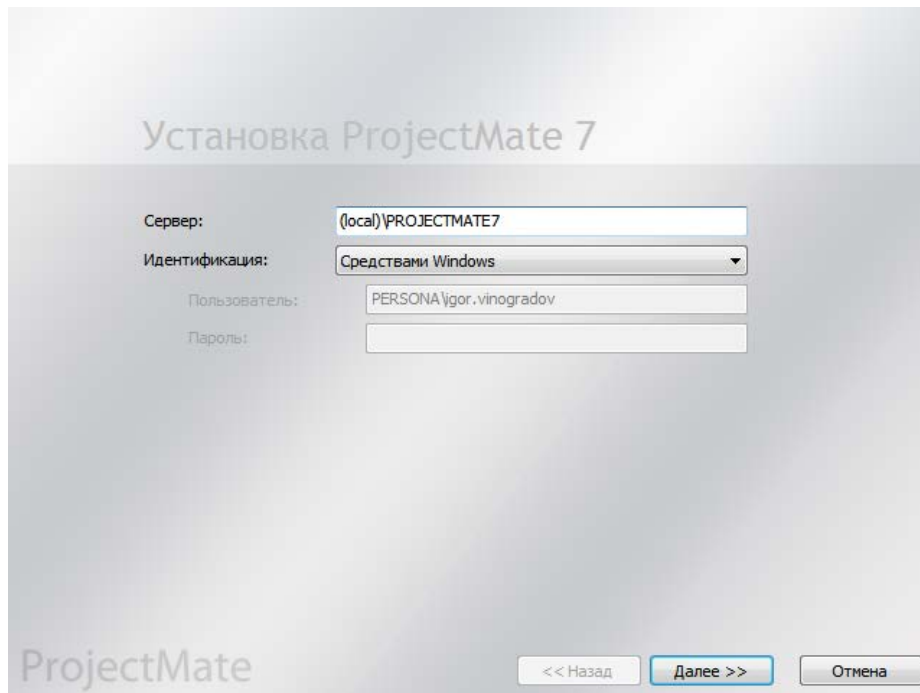 Установка ProjectMate 7
Сервер: (local)\PROJECTMATE7
Идентификация: Средствами Windows
Пользователь: PERSONA\igor.vinogradov
Пароль:
ProjectMate
<< Назад Далее >> Отмена